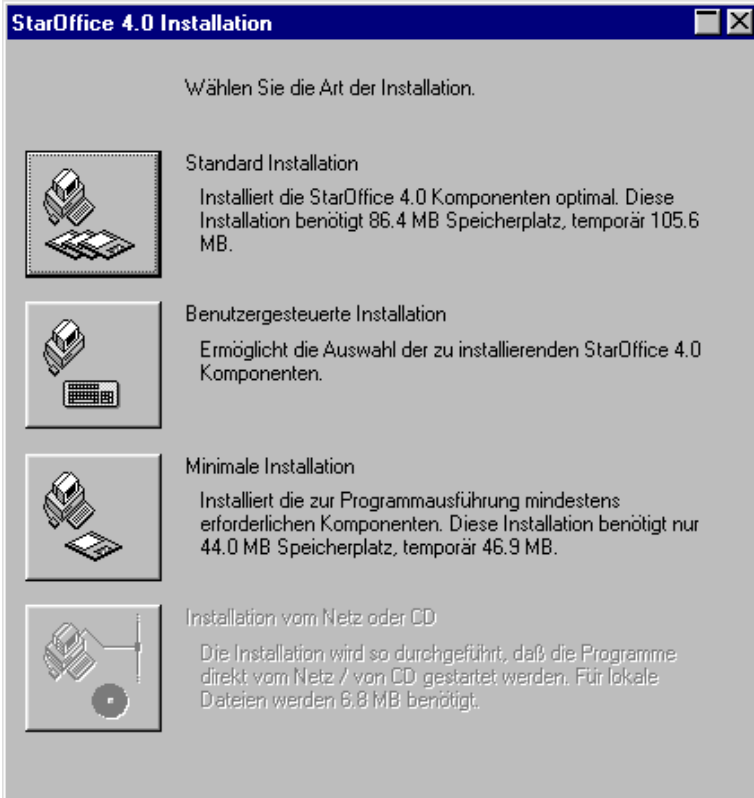 StarOffice 4.0 Installation
Wählen Sie die Art der Installation.
Standard Installation
Installiert die StarOffice 4.0 Komponenten optimal. Diese
Installation benötigt 86.4 MB Speicherplatz, temporär 105.6
MB.
Benutzergesteuerte Installation
Ermöglicht die Auswahl der zu installierenden StarOffice 4.0
Komponenten.
Minimale Installation
Installiert die zur Programmausführung mindestens
erforderlichen Komponenten. Diese Installation benötigt nur
44.0 MB Speicherplatz, temporär 46.9 MB.
Installation vom Netz oder CD
Die Installation wird so durchgeführt, daß die Programme
direkt vom Netz / von CD gestartet werden. Für lokale
Dateien werden 6.8 MB benötigt.